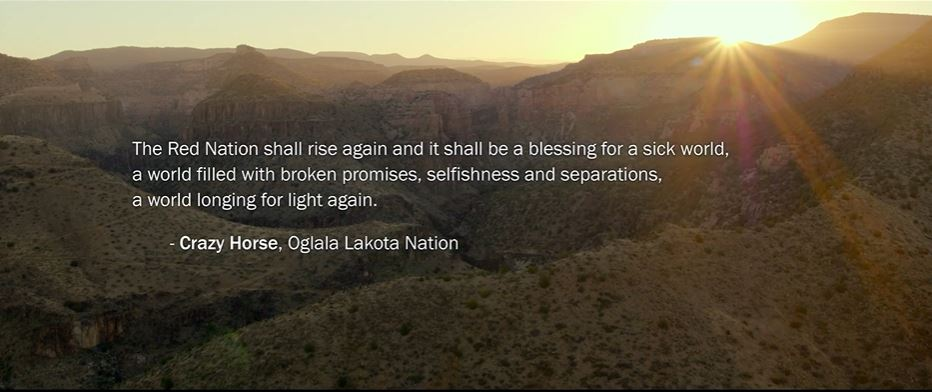 The Red Nation shall rise again and it shall be a blessing for a sick world,
a world filled with broken promises, selfishness and separations,
a world longing for light again.
- Crazy Horse, Oglala Lakota Nation